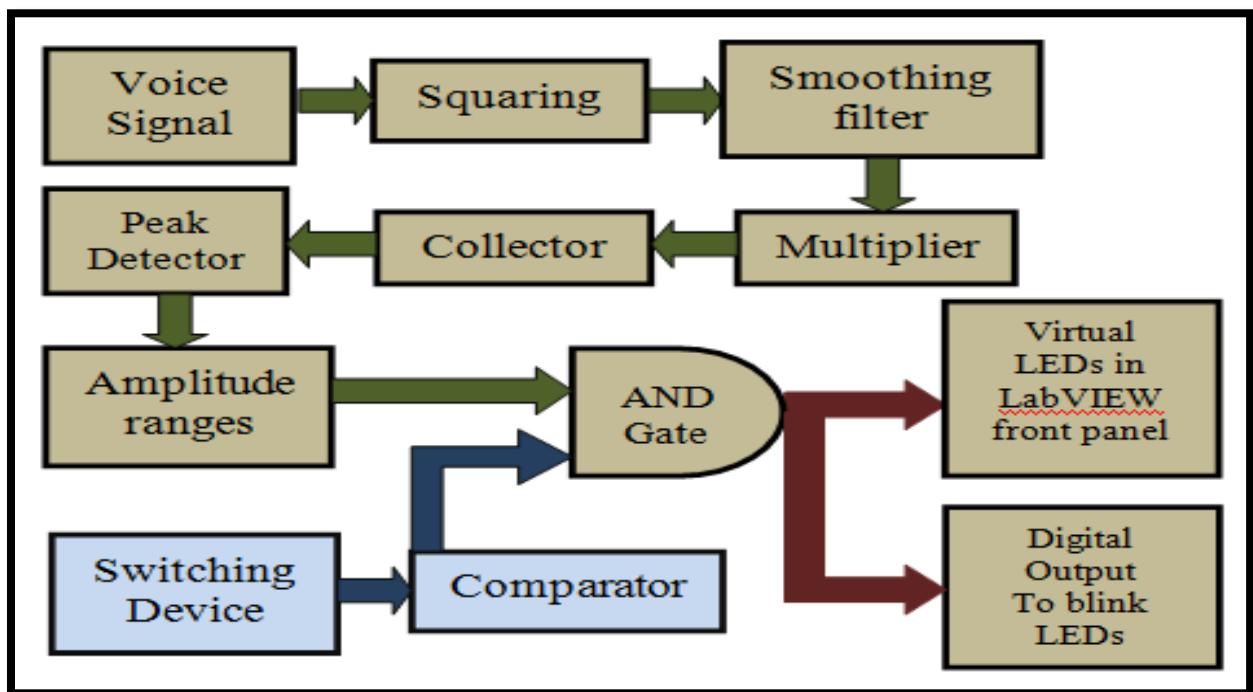 Voice
Signal
Squaring
Smoothing
filter
Multiplier
Collector
Peak
Detector
Amplitude
ranges
AND
Gate
Switching
Device
Comparator
Virtual
LEDs in
LabVIEW
front panel
Digital
Output
To blink
LEDs